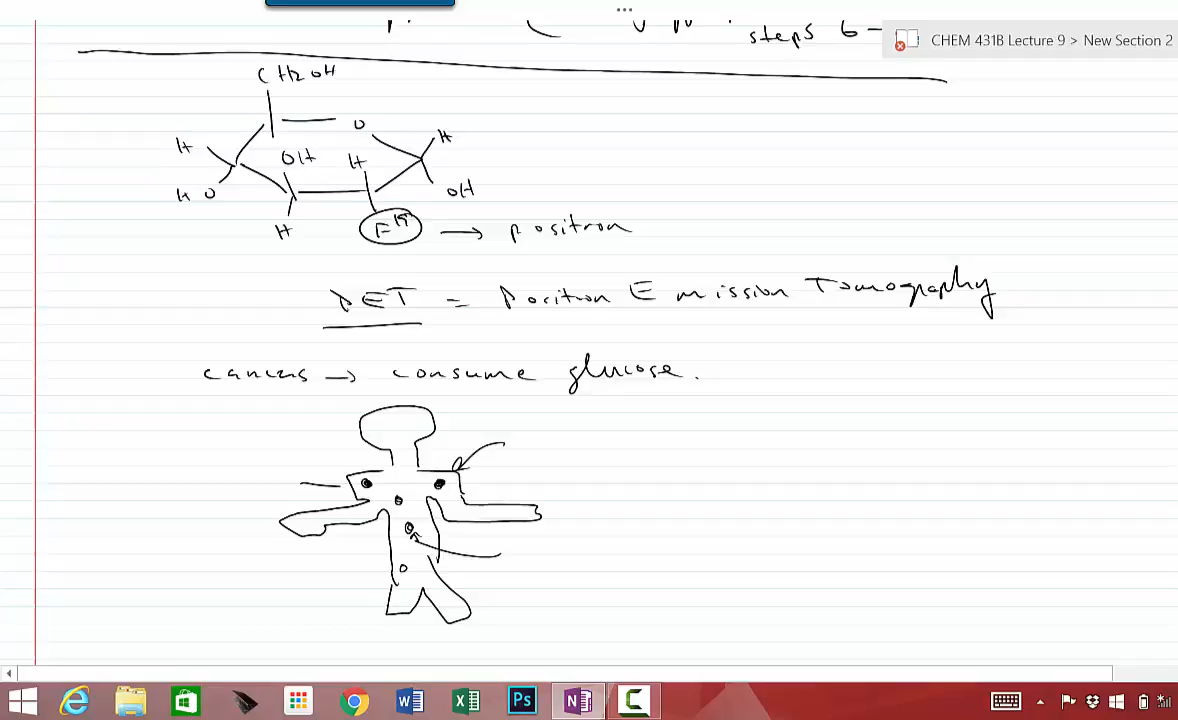 steps 6-
CHEM 431B Lecture 9 > New Section 2
CH2OH
O
H
H
OH
H
HO
OH
H
F
→ positron
PET = Positron Emission Tomography
cancers → consume glucose.